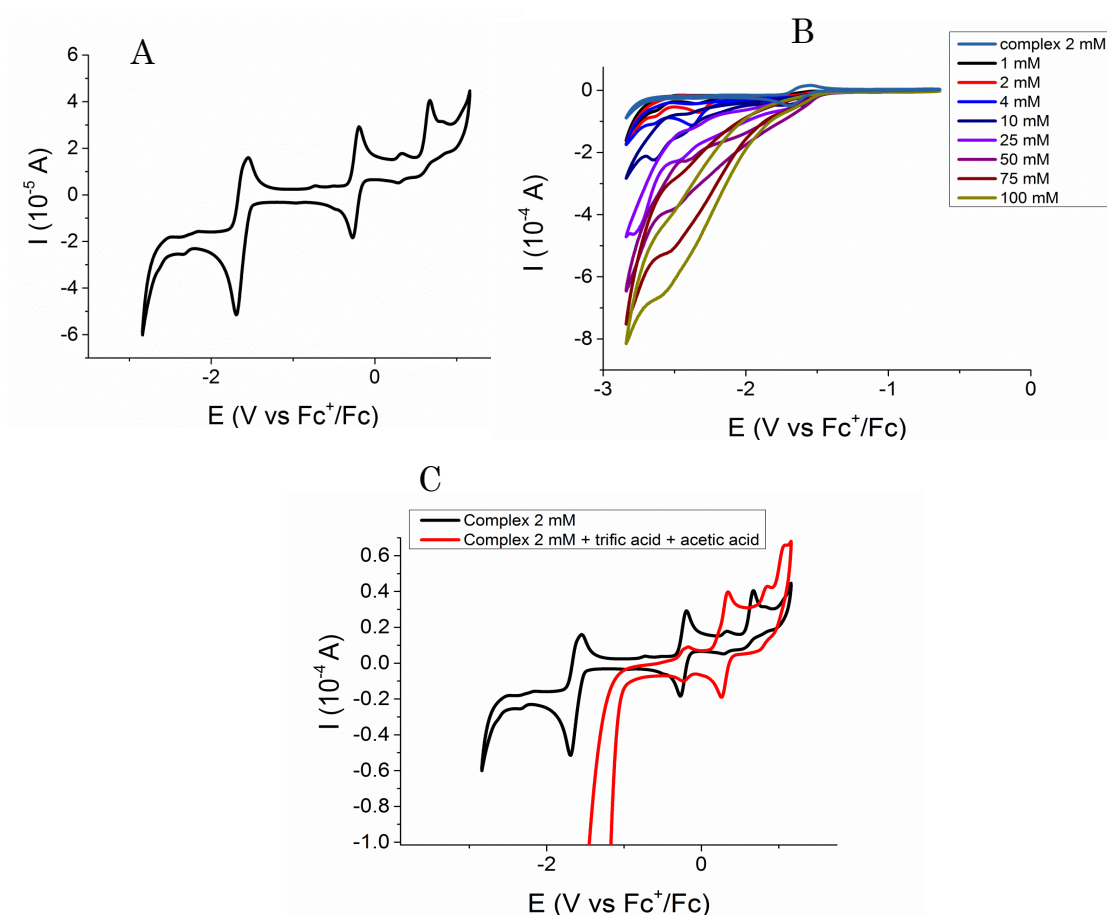 A
6
4
2
0
-2
-4
-6
-2
0
I (10⁻⁵ A)
E (V vs Fc⁺/Fc)
B
complex 2 mM
1 mM
2 mM
4 mM
10 mM
25 mM
50 mM
75 mM
100 mM
0
-2
-4
-6
-8
-3
-2
-1
0
I (10⁻⁴ A)
E (V vs Fc⁺/Fc)
C
Complex 2 mM
Complex 2 mM + trific acid + acetic acid
0.6
0.4
0.2
0.0
-0.2
-0.4
-0.6
-0.8
-1.0
-2
0
I (10⁻⁴ A)
E (V vs Fc⁺/Fc)